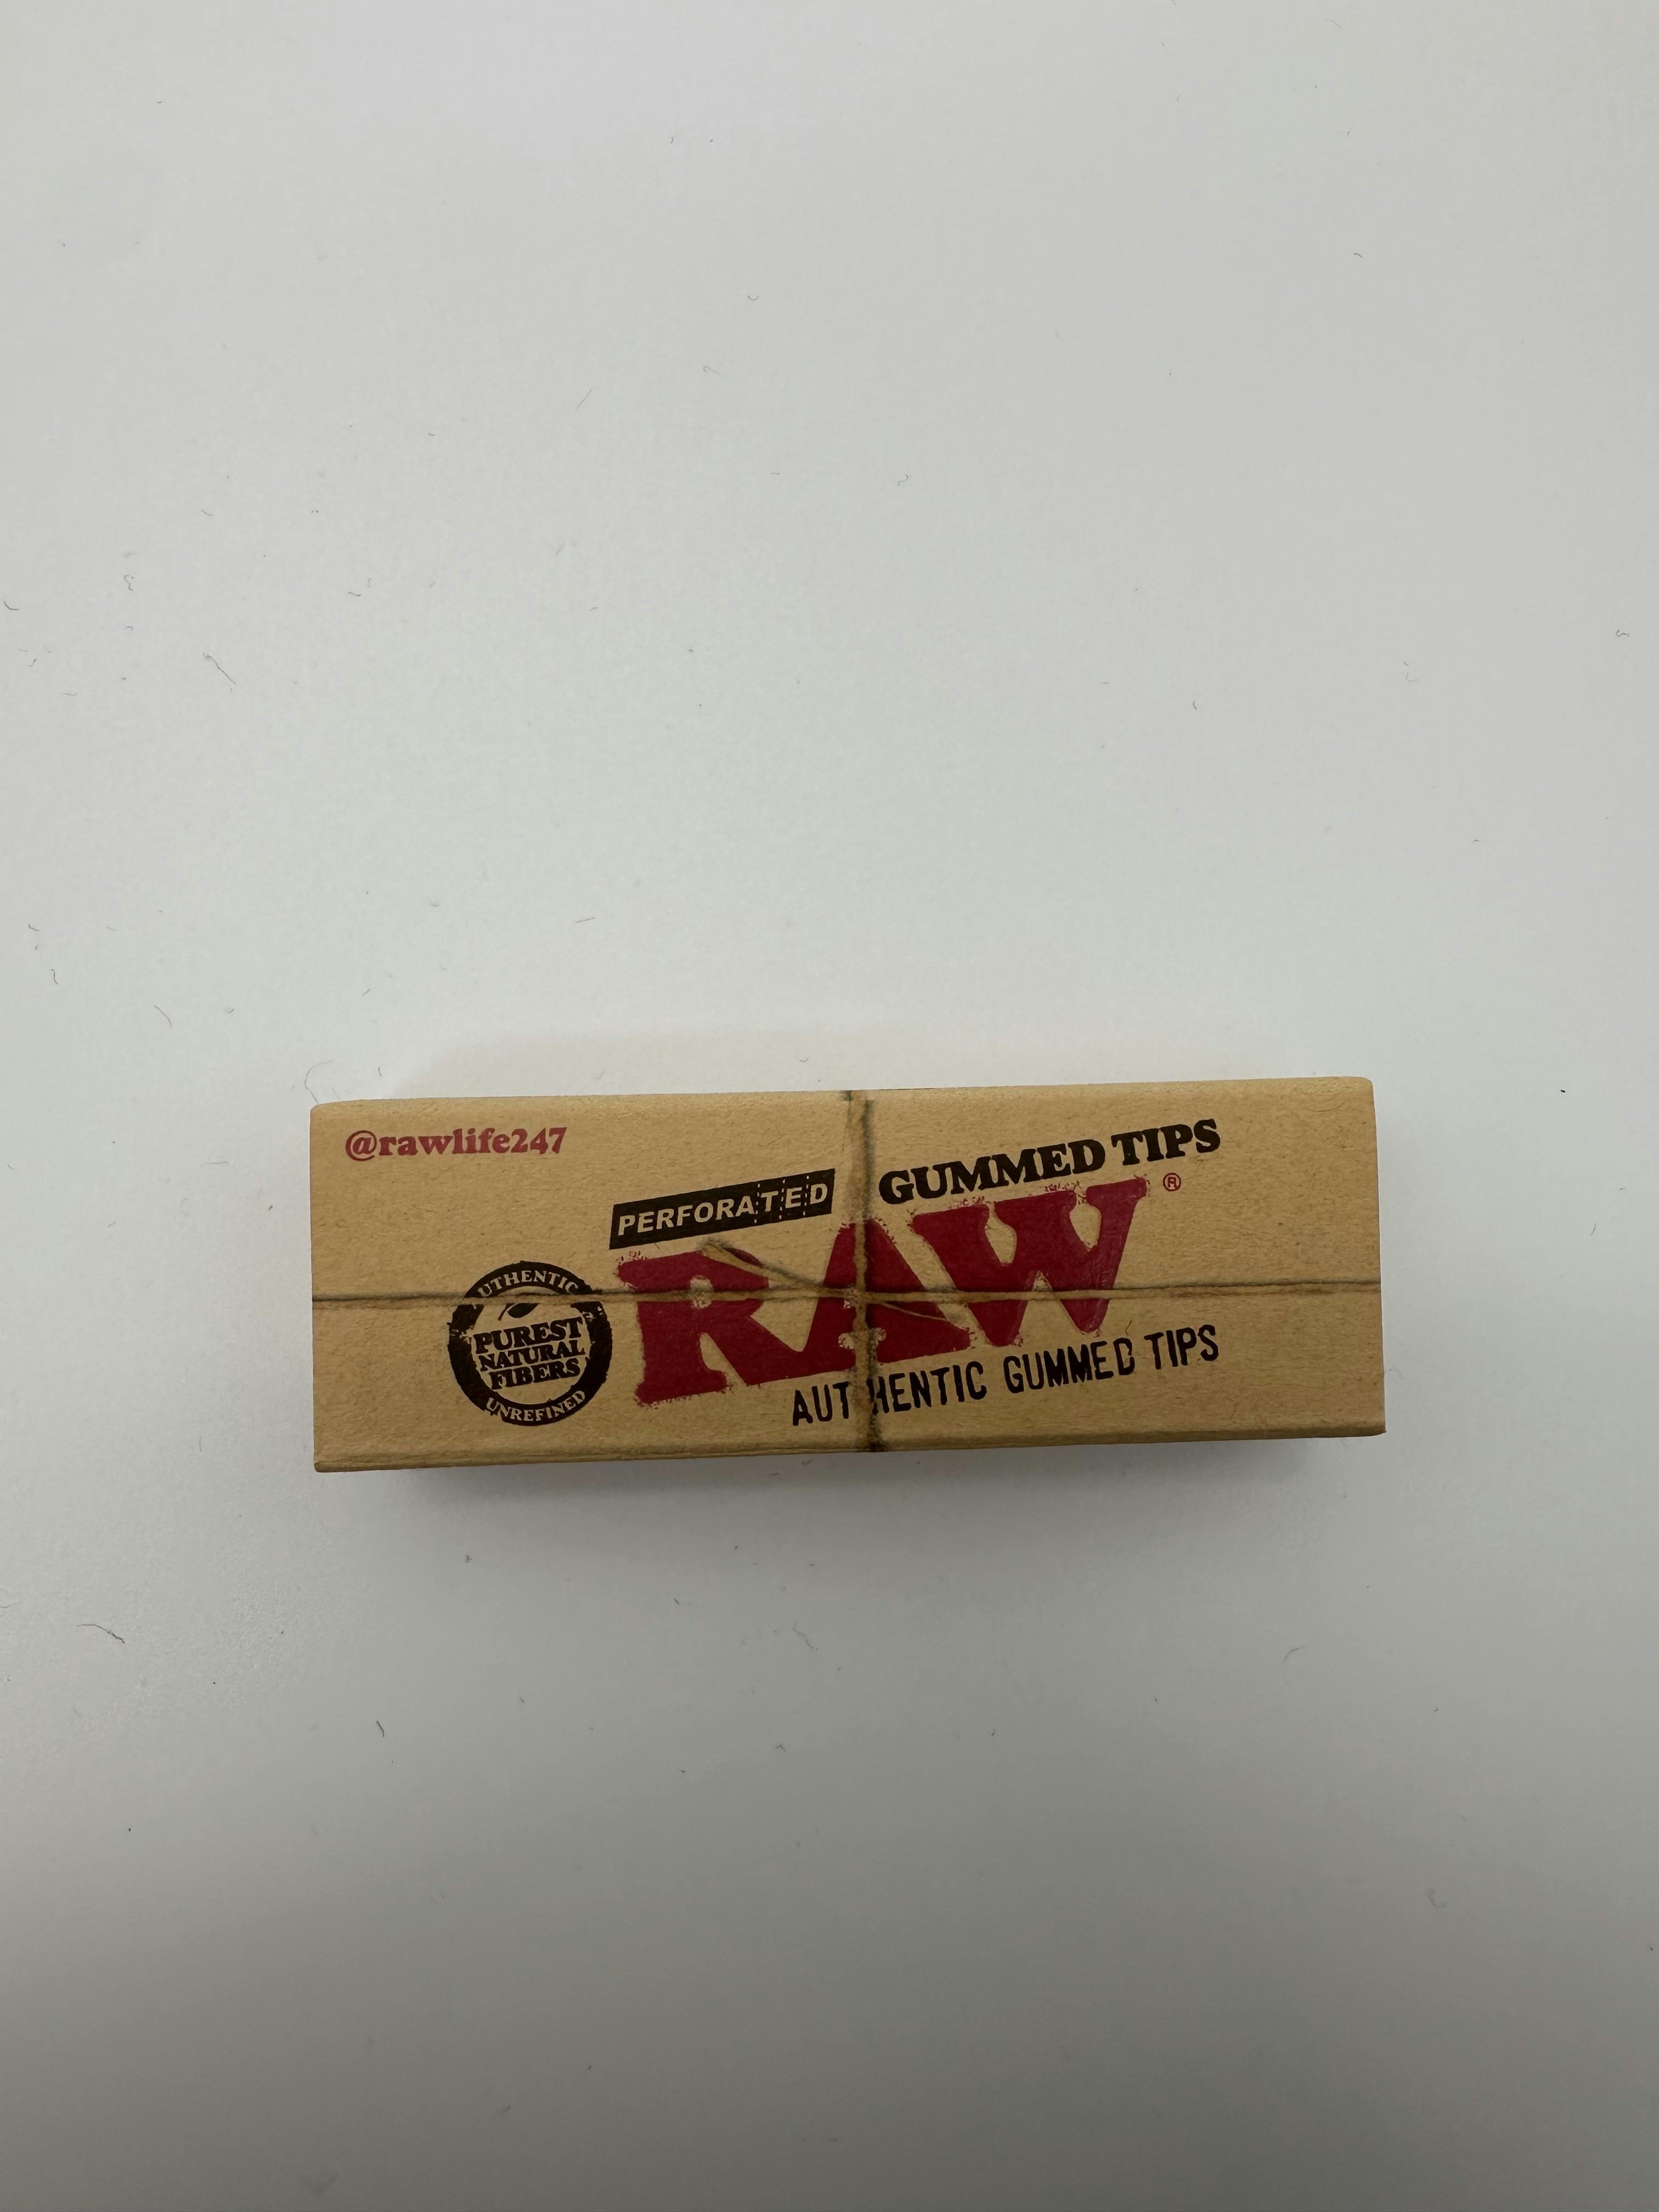 @rawlife247
PERFORATED GUMMED TIPS
RAW®
AUTHENTIC GUMMED TIPS
AUTHENTIC
PUREST
NATURAL
FIBERS
UNREFINED